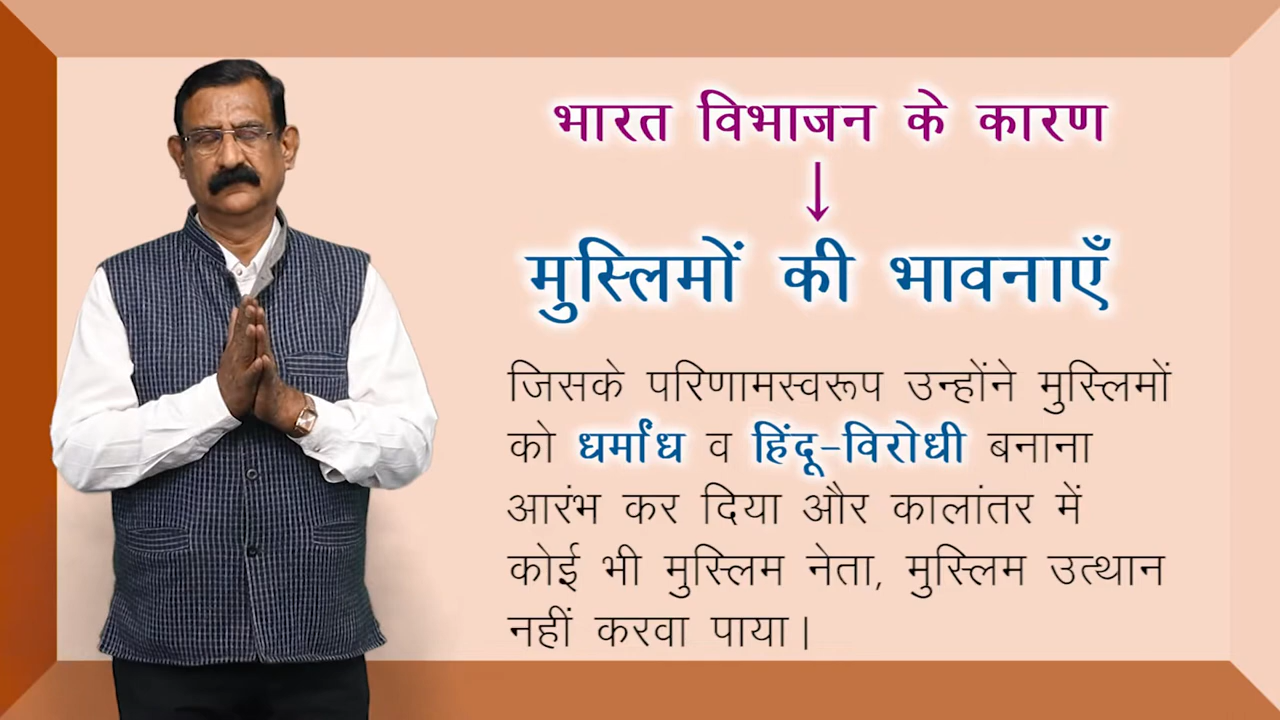 भारत विभाजन के कारण
↓
मुस्लिमों की भावनाएँ
जिसके परिणामस्वरूप उन्होंने मुस्लिमों
को धर्मांध व हिंदू-विरोधी बनाना
आरंभ कर दिया और कालांतर में
कोई भी मुस्लिम नेता, मुस्लिम उत्थान
नहीं करवा पाया।